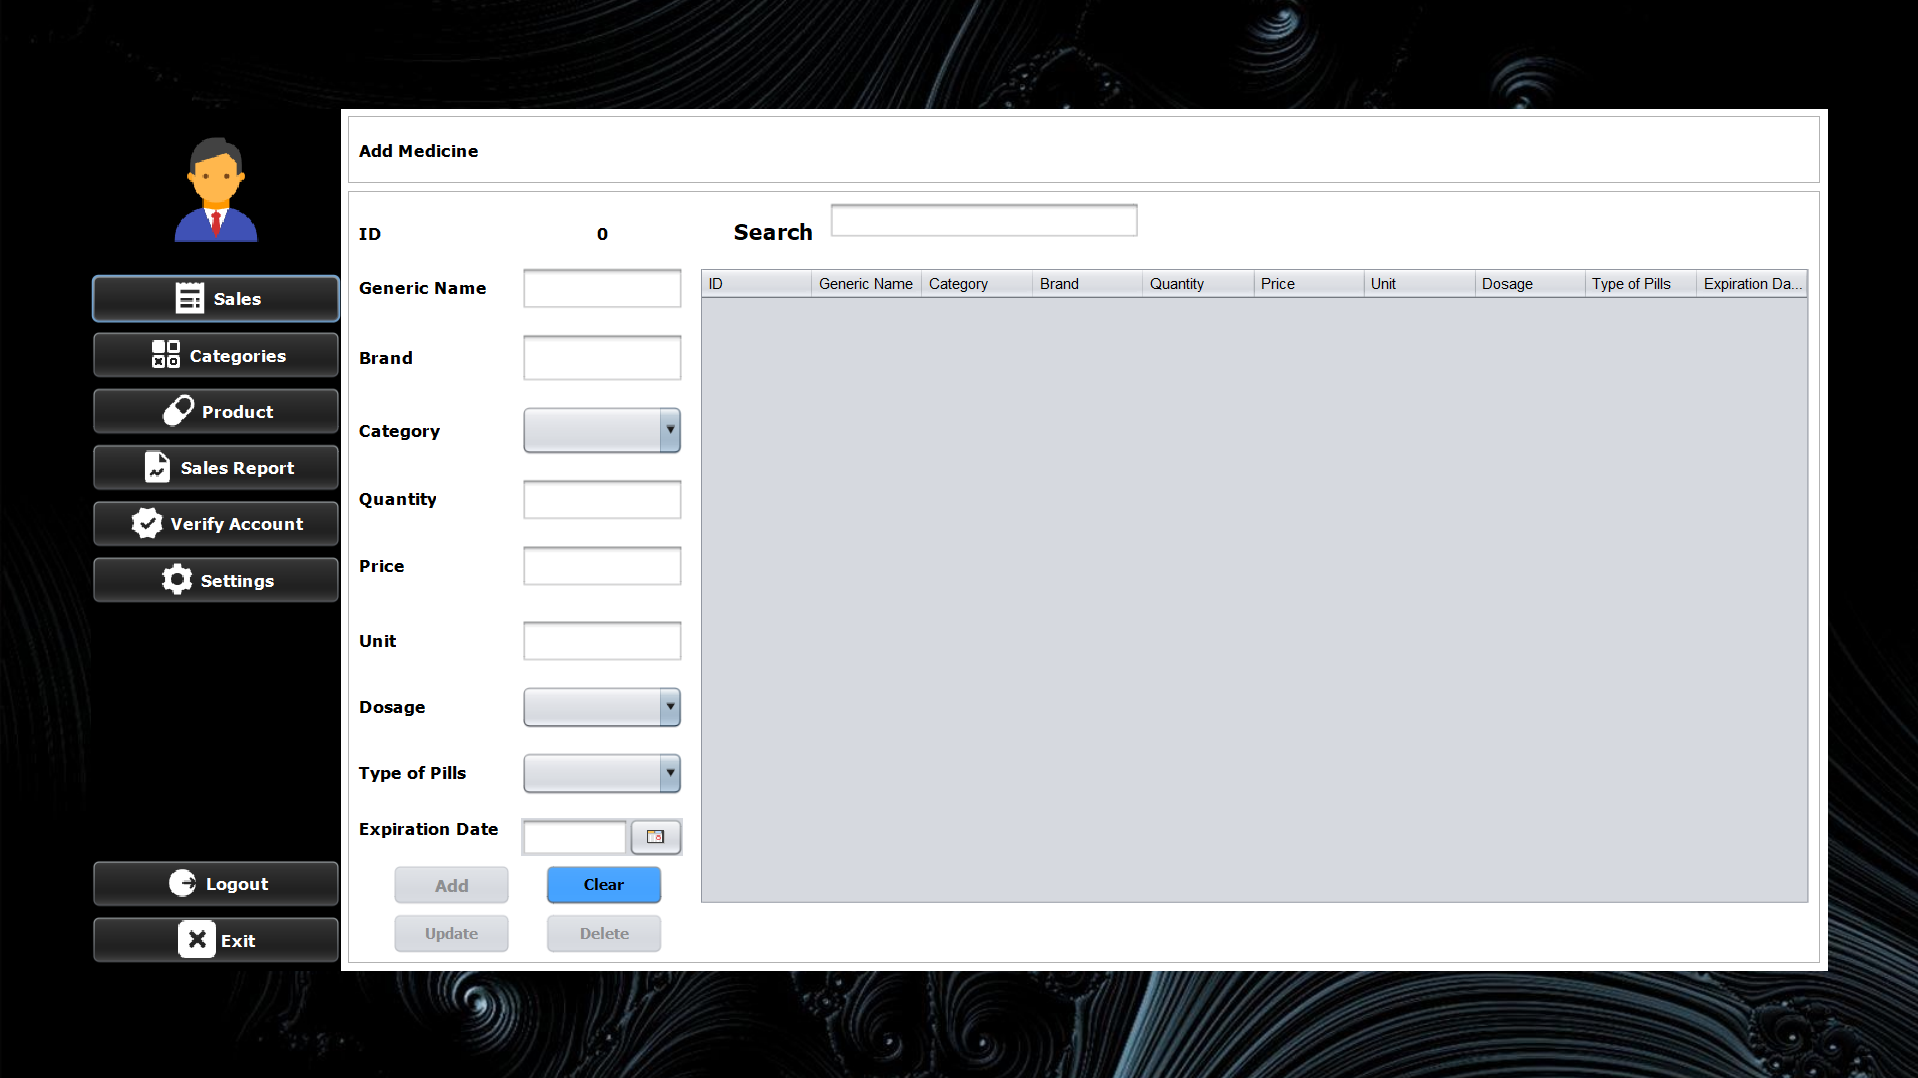 Add Medicine
ID 0
Search
Generic Name
Brand
Category
Quantity
Price
Unit
Dosage
Type of Pills
Expiration Date
Add
Clear
Update
Delete
ID Generic Name Category Brand Quantity Price Unit Dosage Type of Pills Expiration Da...
Sales
Categories
Product
Sales Report
Verify Account
Settings
Logout
Exit